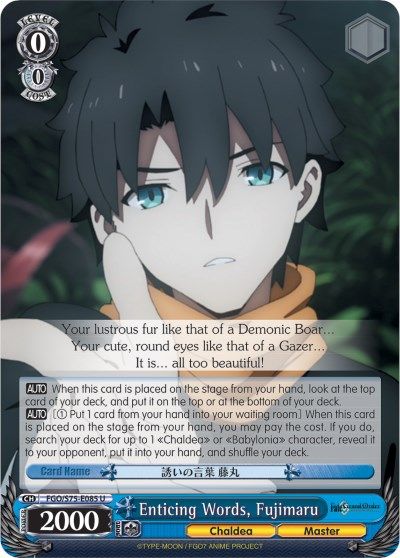 LEVEL
0
0
COST
Your lustrous fur like that of a Demonic Boar...
Your cute, round eyes like that of a Gazer...
It is... all too beautiful!
AUTO When this card is placed on the stage from your hand, look at the top
card of your deck, and put it on the top or at the bottom of your deck.
AUTO [① Put 1 card from your hand into your waiting room] When this card
is placed on the stage from your hand, you may pay the cost. If you do,
search your deck for up to 1 «Chaldea» or «Babylonia» character, reveal it
to your opponent, put it into your hand, and shuffle your deck.
Card Name
誘いの言葉 藤丸
CH FGO/S75-E085 U
Enticing Words, Fujimaru
2000
Chaldea
Master
©TYPE-MOON / FGO7 ANIME PROJECT